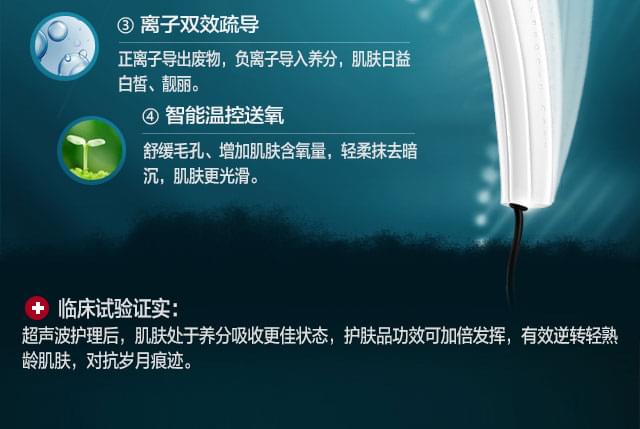 ③ 离子双效疏导
正离子导出废物，负离子导入养分，肌肤日益
白皙、靓丽。
④ 智能温控送氧
舒缓毛孔、增加肌肤含氧量，轻柔抹去暗
沉，肌肤更光滑。
临床试验证实：
超声波护理后，肌肤处于养分吸收更佳状态，护肤品功效可加倍发挥，有效逆转轻熟
龄肌肤，对抗岁月痕迹。